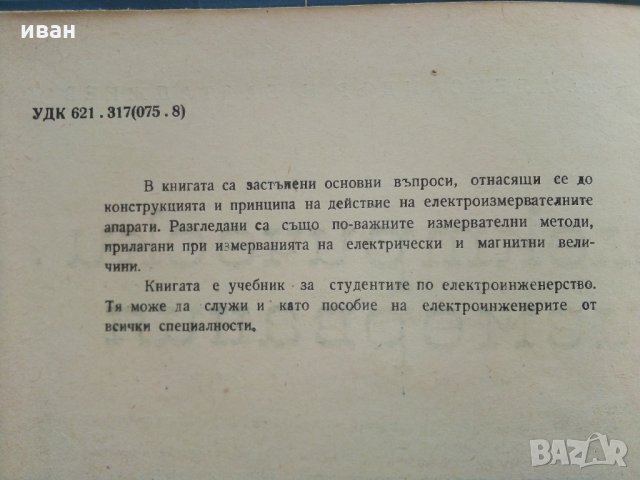 иван
УДК 621.317(075.8)
В книгата са застъпени основни въпроси, отнасящи се до
конструкцията и принципа на действие на електроизмервателните
апарати. Разгледани са също по-важните измервателни методи,
прилагани при измерванията на електрически и магнитни вели-
чини.
Книгата е учебник за студентите по електроинженерство.
Тя може да служи и като пособие на електроинженерите от
всички специалности.
BAZAR